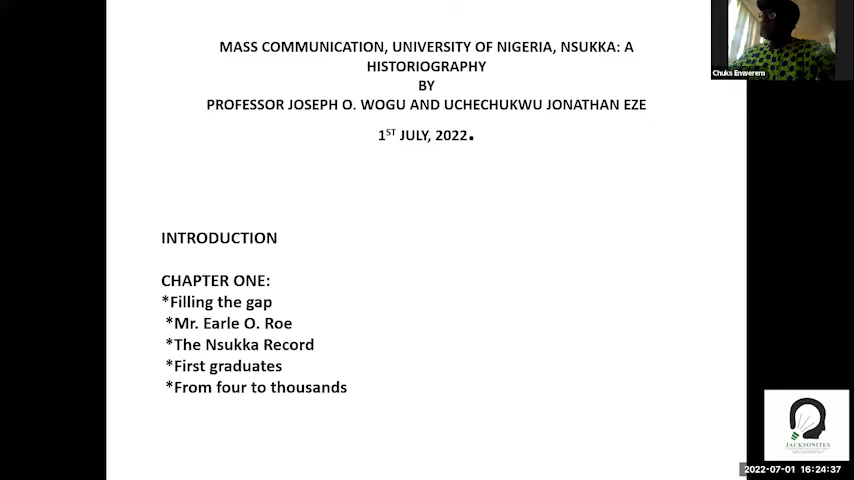 MASS COMMUNICATION, UNIVERSITY OF NIGERIA, NSUKKA: A
HISTORIOGRAPHY
BY
PROFESSOR JOSEPH O. WOGU AND UCHECHUKWU JONATHAN EZE
1ST JULY, 2022.
Chuks Enwerem
INTRODUCTION
CHAPTER ONE:
*Filling the gap
*Mr. Earle O. Roe
*The Nsukka Record
*First graduates
*From four to thousands
JACKSONITES
2022-07-01 16:24:37